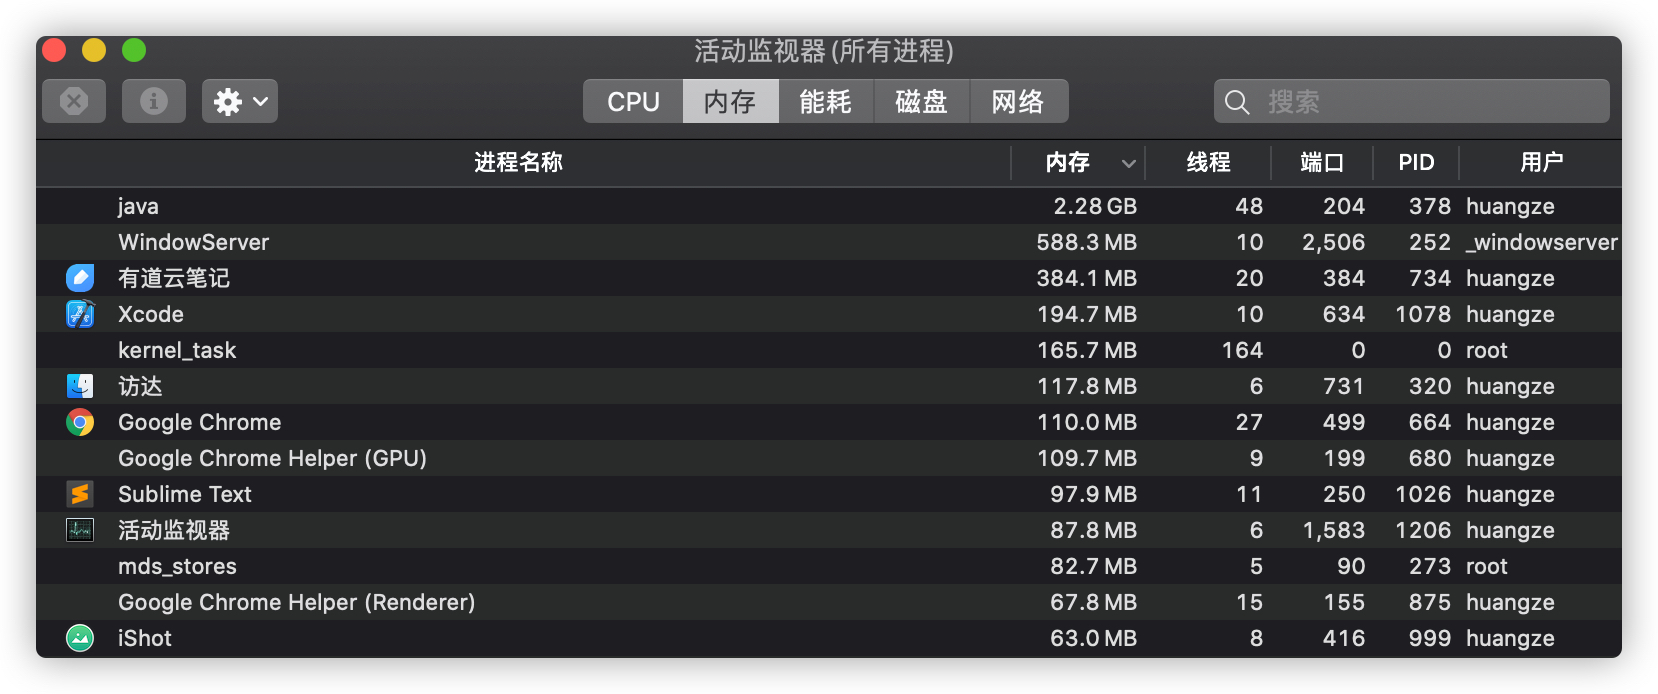 活动监视器 (所有进程)
CPU 内存 能耗 磁盘 网络 搜索
进程名称 内存 线程 端口 PID 用户
java 2.28 GB 48 204 378 huangze
WindowServer 588.3 MB 10 2,506 252 _windowserver
有道云笔记 384.1 MB 20 384 734 huangze
Xcode 194.7 MB 10 634 1078 huangze
kernel_task 165.7 MB 164 0 0 root
访达 117.8 MB 6 731 320 huangze
Google Chrome 110.0 MB 27 499 664 huangze
Google Chrome Helper (GPU) 109.7 MB 9 199 680 huangze
Sublime Text 97.9 MB 11 250 1026 huangze
活动监视器 87.8 MB 6 1,583 1206 huangze
mds_stores 82.7 MB 5 90 273 root
Google Chrome Helper (Renderer) 67.8 MB 15 155 875 huangze
iShot 63.0 MB 8 416 999 huangze